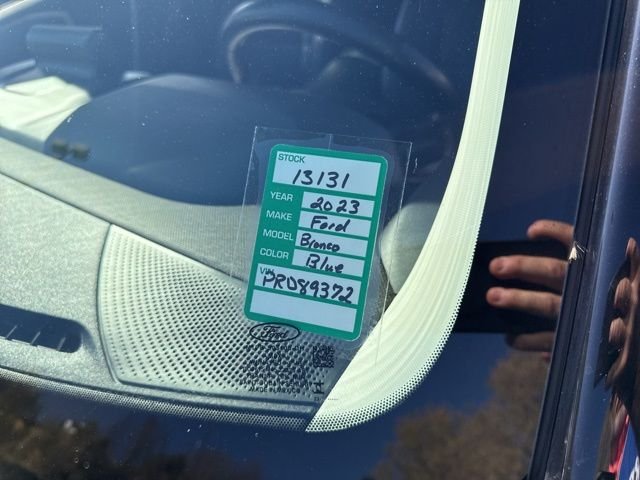 STOCK
13131
YEAR 2023
MAKE Ford
MODEL Bronco
COLOR Blue
VIN
PRD89372
Ford